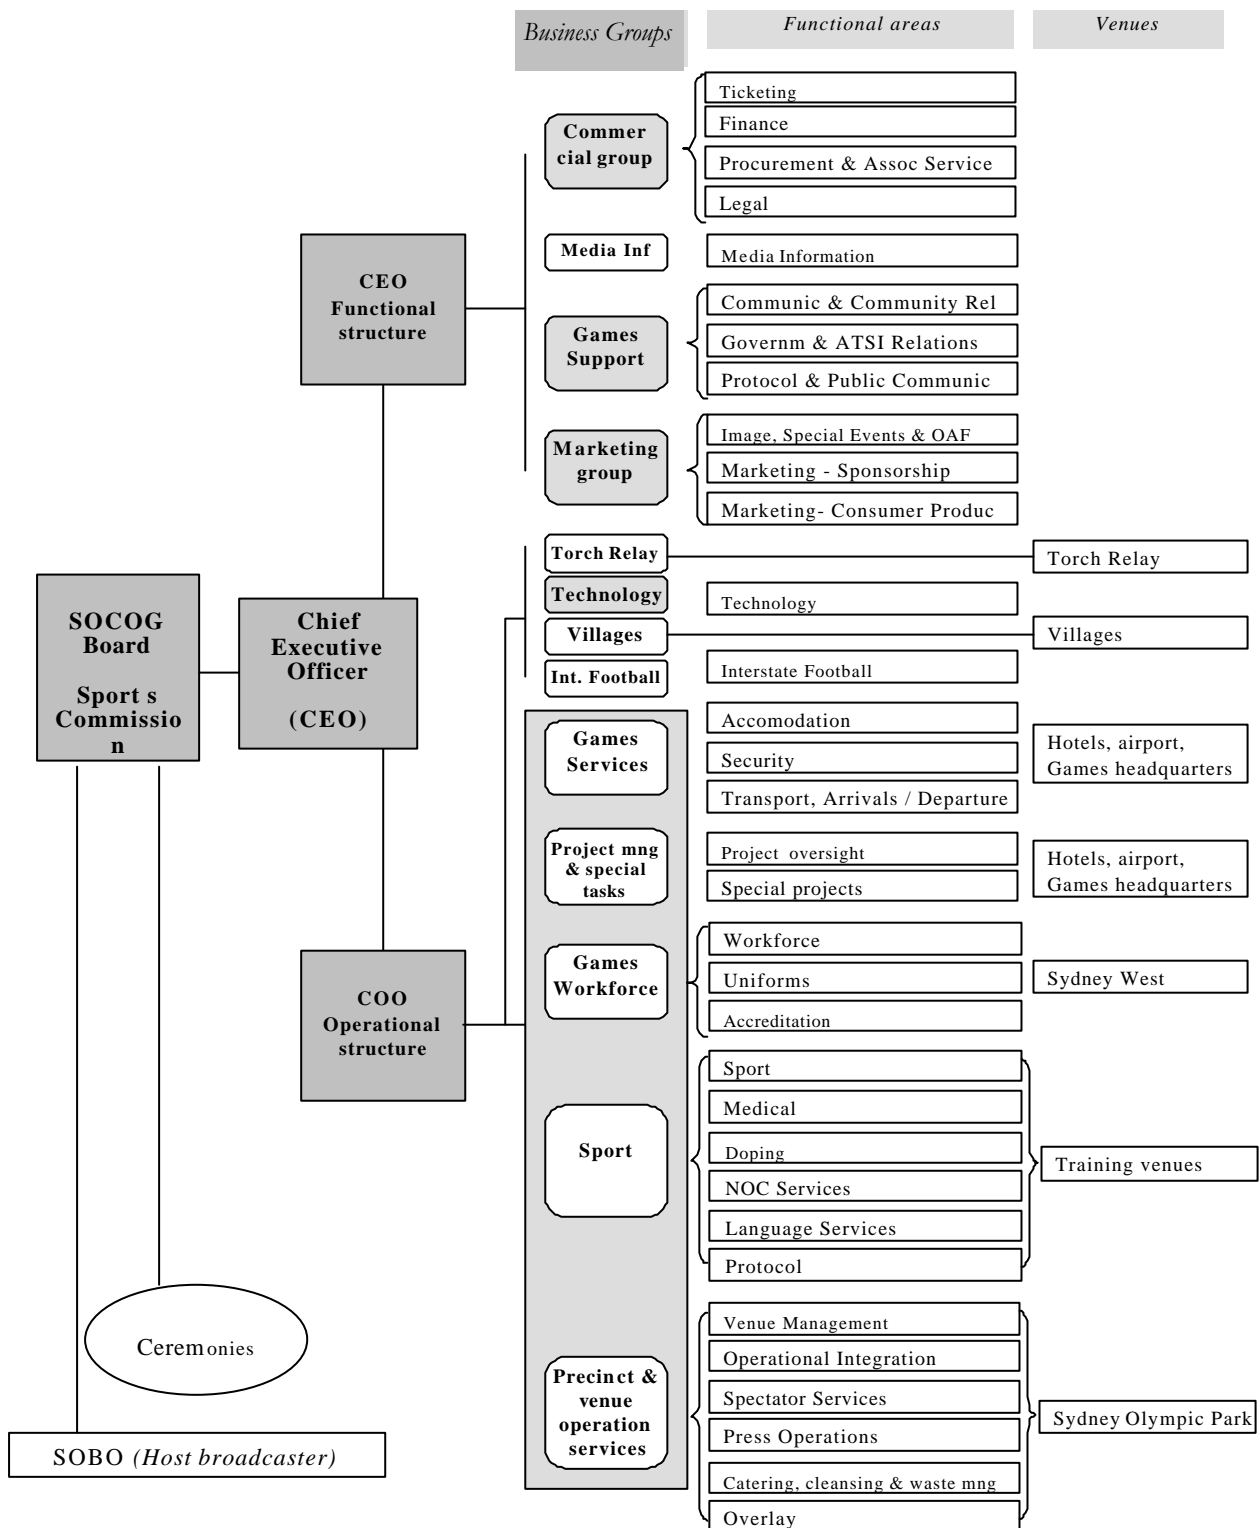 Business Groups
Functional areas
Venues
Commer
cial group
Ticketing
Finance
Procurement & Assoc Service
Legal
Media Inf
Media Information
CEO
Functional
structure
Games
Support
Communic & Community Rel
Governm & ATSI Relations
Protocol & Public Communic
Marketing
group
Image, Special Events & OAF
Marketing - Sponsorship
Marketing- Consumer Produc
Torch Relay
Torch Relay
Technology
Technology
Villages
Villages
Int. Football
Interstate Football
SOCOG
Board
Sport s
Commissio
n
Chief
Executive
Officer
(CEO)
Games
Services
Accomodation
Security
Transport, Arrivals / Departure
Hotels, airport,
Games headquarters
Project mng
& special
tasks
Project oversight
Special projects
Hotels, airport,
Games headquarters
COO
Operational
structure
Games
Workforce
Workforce
Uniforms
Accreditation
Sydney West
Sport
Sport
Medical
Doping
NOC Services
Language Services
Protocol
Training venues
Ceremonies
SOBO (Host broadcaster)
Precinct &
venue
operation
services
Venue Management
Operational Integration
Spectator Services
Press Operations
Catering, cleansing & waste mng
Overlay
Sydney Olympic Park